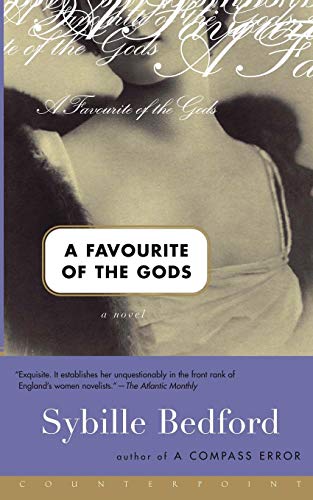 A Favourite of the Gods
A FAVOURITE
OF THE GODS
a novel
"Exquisite. It establishes her unquestionably in the front rank of
England's women novelists."—The Atlantic Monthly
Sybille Bedford
author of A COMPASS ERROR
COUNTERPOINT